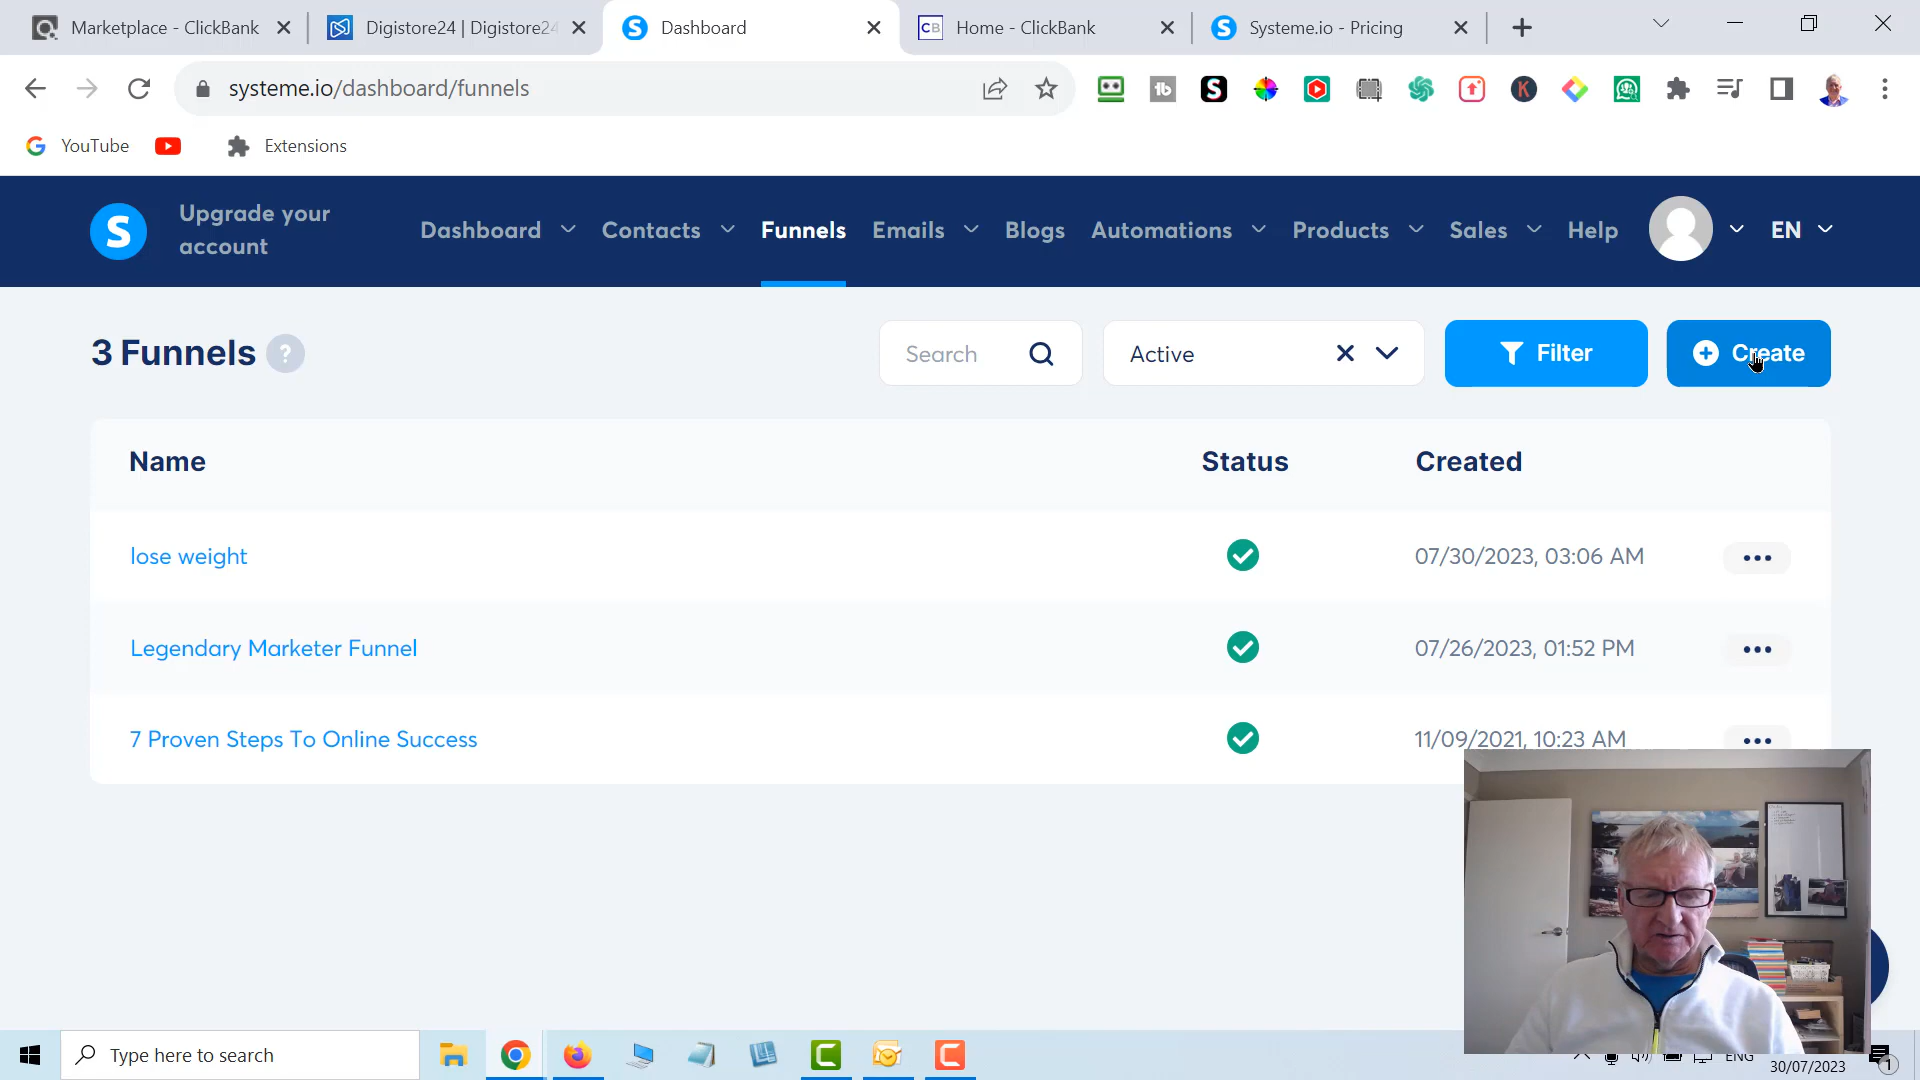 Marketplace - ClickBank
Digistore24 | Digistore24
Dashboard
CB Home - ClickBank
Systeme.io - Pricing
systeme.io/dashboard/funnels
YouTube
Extensions
S
Upgrade your
account
Dashboard
Contacts
Funnels
Emails
Blogs
Automations
Products
Sales
Help
EN
3 Funnels ?
Search
Active
Filter
Create
Name
Status
Created
lose weight
07/30/2023, 03:06 AM
Legendary Marketer Funnel
07/26/2023, 01:52 PM
7 Proven Steps To Online Success
11/09/2021, 10:23 AM
Type here to search
ENG
30/07/2023
1